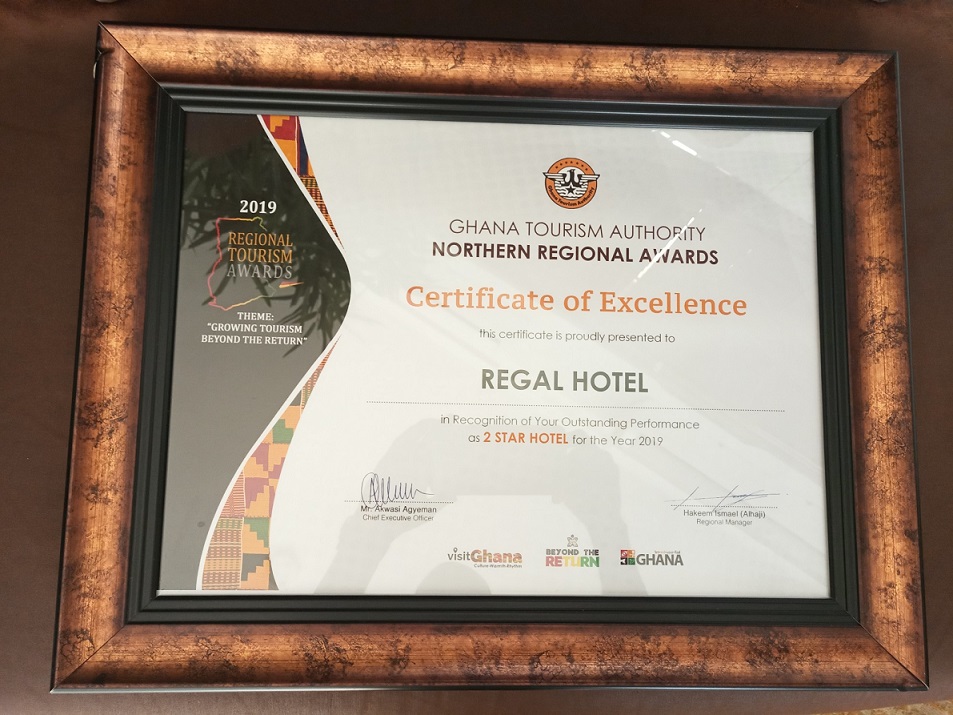 2019
REGIONAL
TOURISM
AWARDS
THEME:
"GROWING TOURISM
BEYOND THE RETURN"
Ghana Tourism Authority
GHANA TOURISM AUTHORITY
NORTHERN REGIONAL AWARDS
Certificate of Excellence
this certificate is proudly presented to
REGAL HOTEL
in Recognition of Your Outstanding Performance
as 2 STAR HOTEL for the Year 2019
Mr. Akwasi Agyeman
Chief Executive Officer
Hakeem Ismael (Alhaji)
Regional Manager
visitGhana
BEYOND THE
RETURN
GHANA